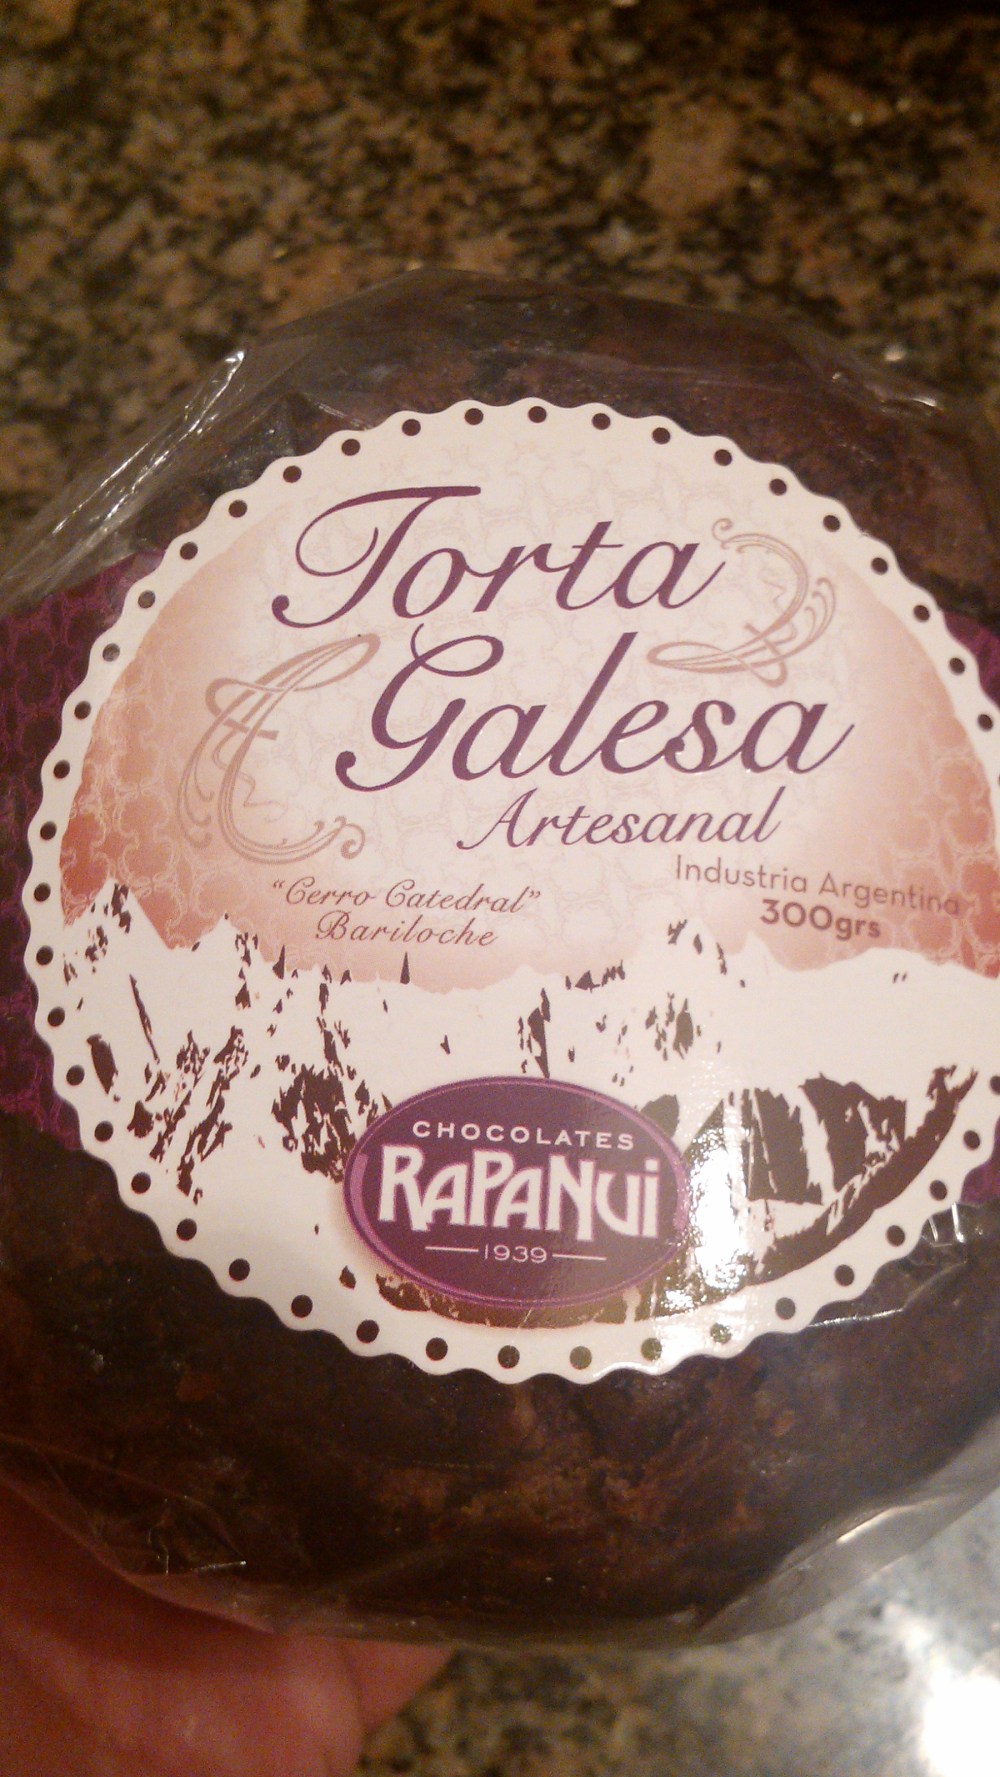 Torta
Galesa
Artesanal
Industria Argentina
300grs
"Cerro Catedral"
Bariloche
CHOCOLATES
RAPANUi
1939